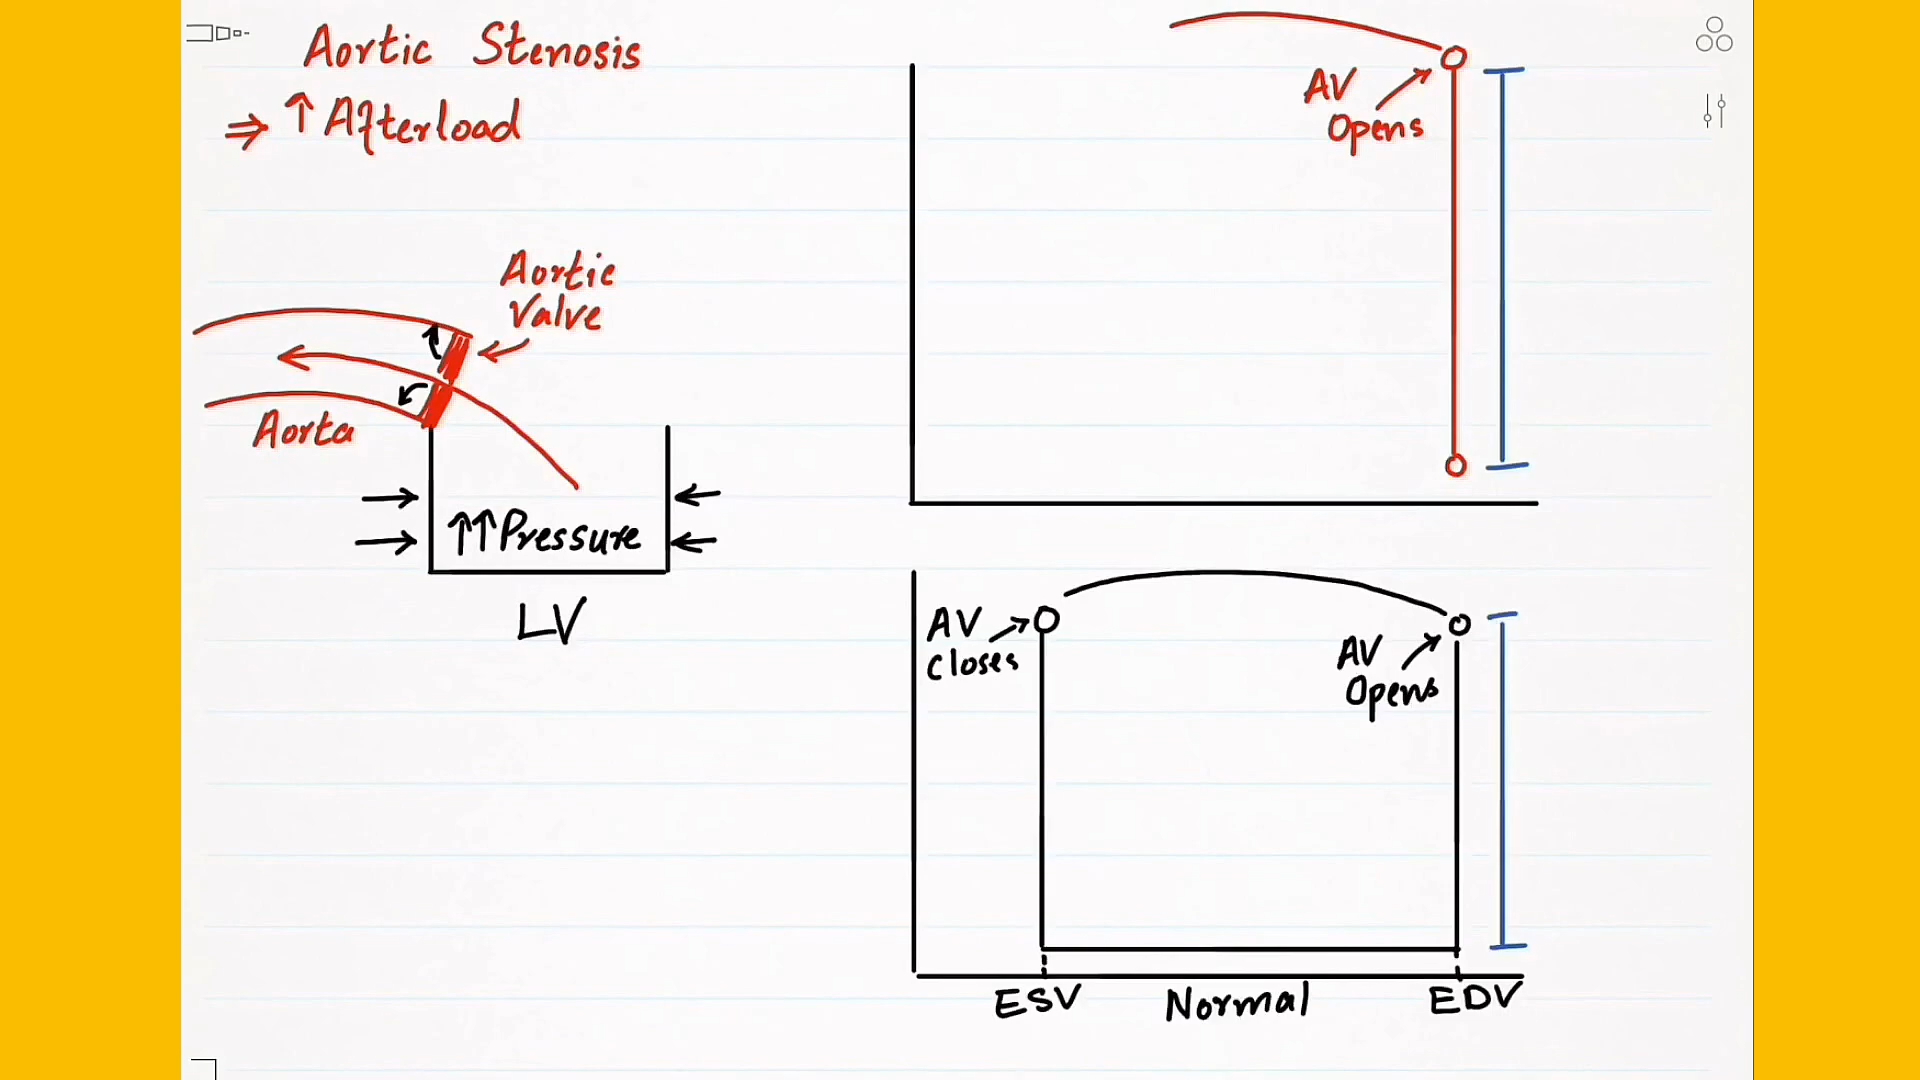 Aortic Stenosis
⇒ ↑ Afterload
Aortic
Valve
Aorta
↑↑Pressure
LV
AV
Opens
AV
Closes
AV
Opens
ESV Normal EDV